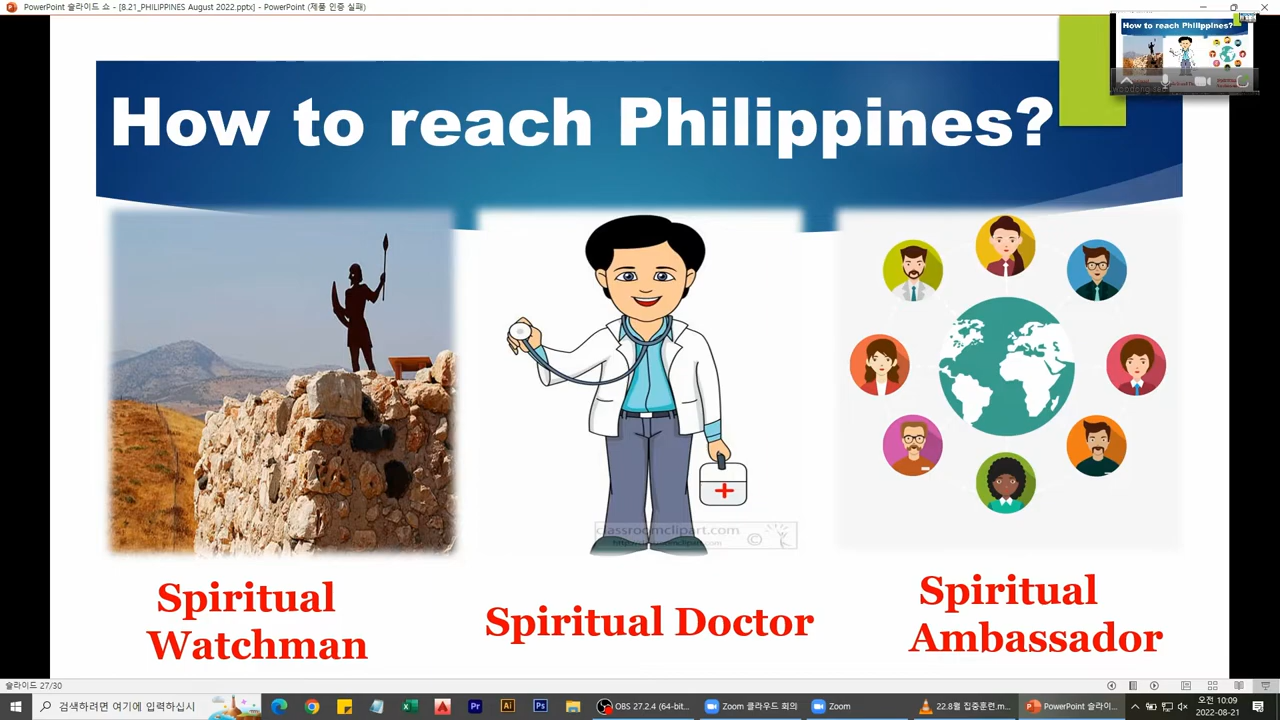 PowerPoint 슬라이드 쇼 - [8.21_PHILIPPINES August 2022.pptx] - PowerPoint (제품 인증 실패)
How to reach Philippines?
How to reach Philippines?
classroomclipart.com
©
Spiritual
Watchman
Spiritual Doctor
Spiritual
Ambassador
슬라이드 27/30
검색하려면 여기에 입력하십시
Pr
Ai
Ps
OBS 27.2.4 (64-bit...
Zoom 클라우드 회의
Zoom
22.8월 집중훈련.m...
PowerPoint 슬라이...
오전 10:09
2022-08-21